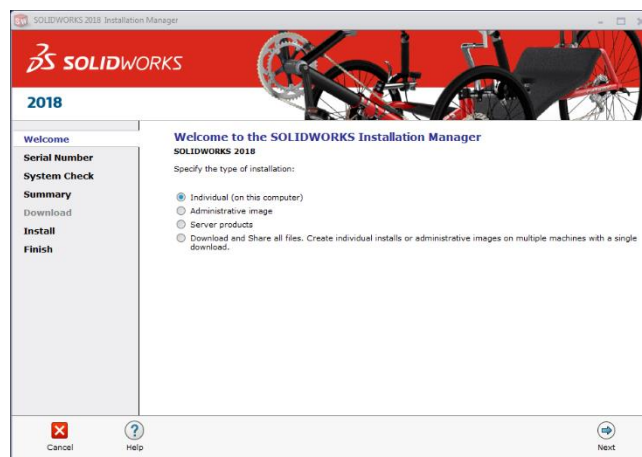 SOLIDWORKS 2018 Installation Manager
SOLIDWORKS
2018
Welcome
Serial Number
System Check
Summary
Download
Install
Finish
Welcome to the SOLIDWORKS Installation Manager
SOLIDWORKS 2018
Specify the type of installation:
Individual (on this computer)
Administrative image
Server products
Download and Share all files. Create individual installs or administrative images on multiple machines with a single
download.
Cancel
Help
Next